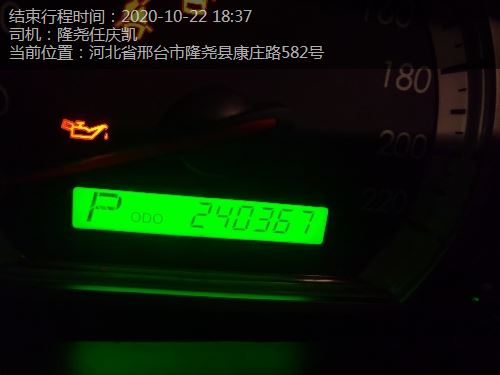 结束行程时间：2020-10-22 18:37
司机：隆尧任庆凯
当前位置：河北省邢台市隆尧县康庄路582号
160
180
200
220
P ODO 240367